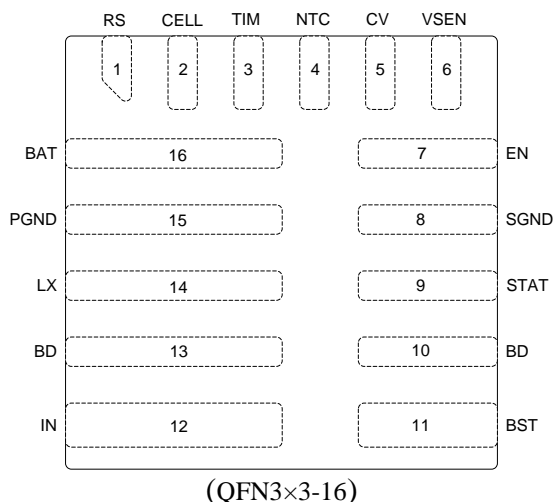 RS CELL TIM NTC CV VSEN
1 2 3 4 5 6
BAT 16 7 EN
PGND 15 8 SGND
LX 14 9 STAT
BD 13 10 BD
IN 12 11 BST
(QFN3×3-16)